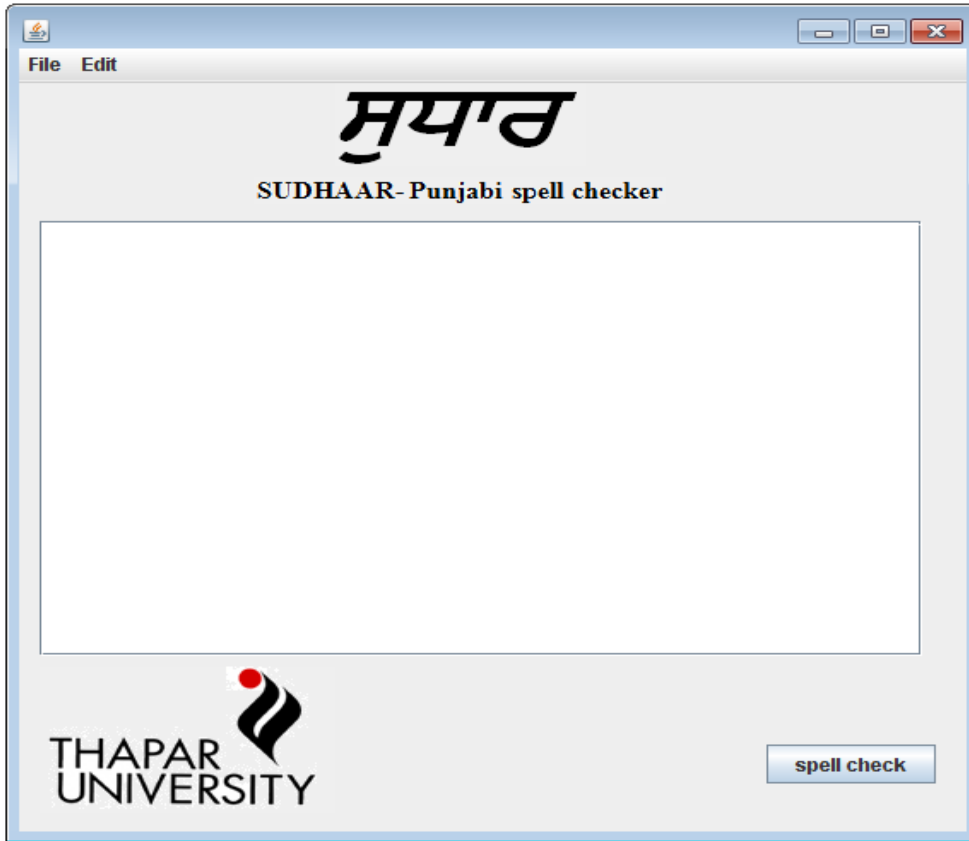 File Edit
ਸੁਧਾਰ
SUDHAAR- Punjabi spell checker
THAPAR
UNIVERSITY
spell check